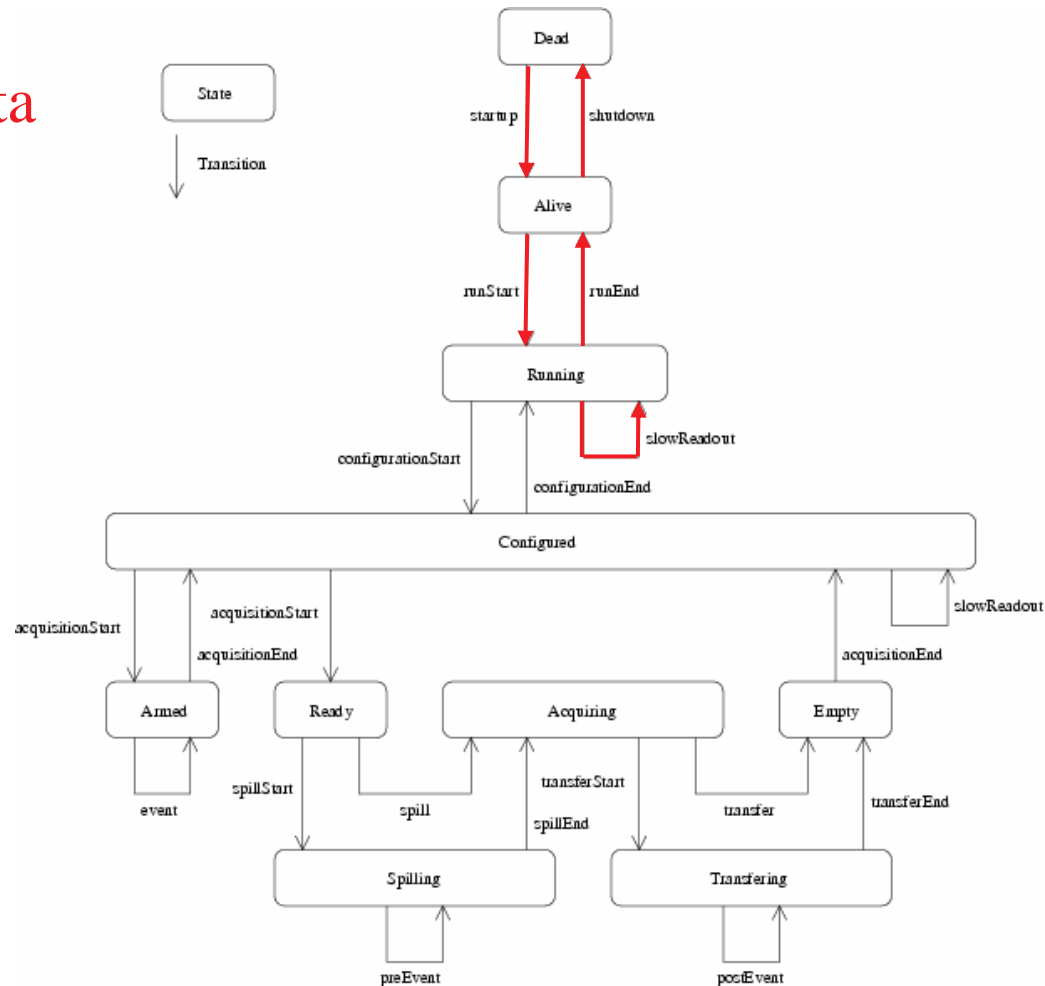 Dead
ta
State
startup
shutdown
Transition
Alive
runStart
runEnd
Running
slowReadout
configurationStart
configurationEnd
Configured
slowReadout
acquisitionStart
acquisitionStart
acquisitionEnd
acquisitionEnd
Armed
Ready
Acquiring
Empty
spillStart
transferStart
event
spill
transfer
transferEnd
spillEnd
Spilling
Transfering
preEvent
postEvent